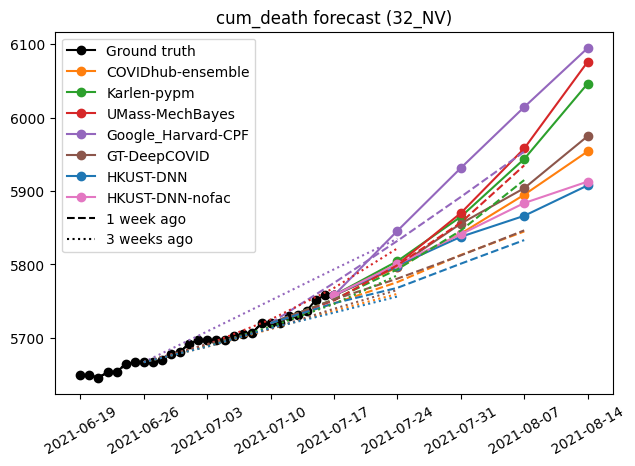 cum_death forecast (32_NV)
Ground truth
COVIDhub-ensemble
Karlen-pypm
UMass-MechBayes
Google_Harvard-CPF
GT-DeepCOVID
HKUST-DNN
HKUST-DNN-nofac
1 week ago
3 weeks ago
6100
6000
5900
5800
5700
2021-06-19
2021-06-26
2021-07-03
2021-07-10
2021-07-17
2021-07-24
2021-07-31
2021-08-07
2021-08-14